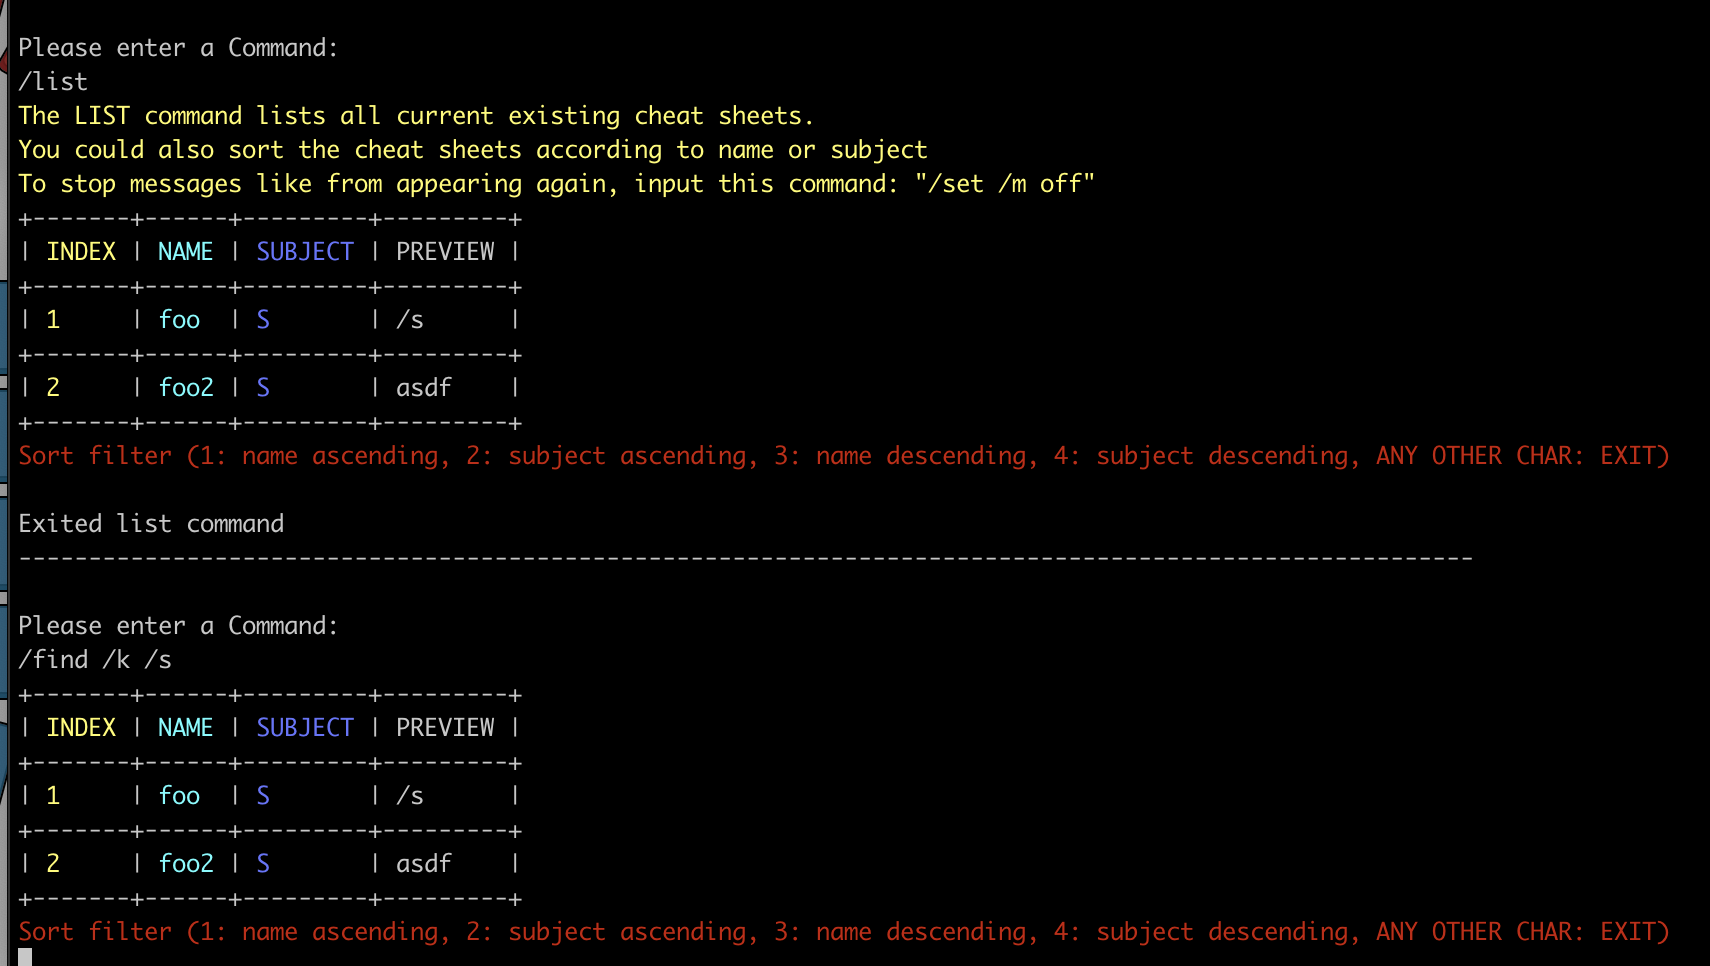 Please enter a Command:
/list
The LIST command lists all current existing cheat sheets.
You could also sort the cheat sheets according to name or subject
To stop messages like from appearing again, input this command: "/set /m off"
+-------+------+---------+---------+
| INDEX | NAME | SUBJECT | PREVIEW |
+-------+------+---------+---------+
| 1     | foo  | S       | /s      |
+-------+------+---------+---------+
| 2     | foo2 | S       | asdf    |
+-------+------+---------+---------+
Sort filter (1: name ascending, 2: subject ascending, 3: name descending, 4: subject descending, ANY OTHER CHAR: EXIT)
Exited list command
--------------------------------------------------------------------------------------------------------
Please enter a Command:
/find /k /s
+-------+------+---------+---------+
| INDEX | NAME | SUBJECT | PREVIEW |
+-------+------+---------+---------+
| 1     | foo  | S       | /s      |
+-------+------+---------+---------+
| 2     | foo2 | S       | asdf    |
+-------+------+---------+---------+
Sort filter (1: name ascending, 2: subject ascending, 3: name descending, 4: subject descending, ANY OTHER CHAR: EXIT)